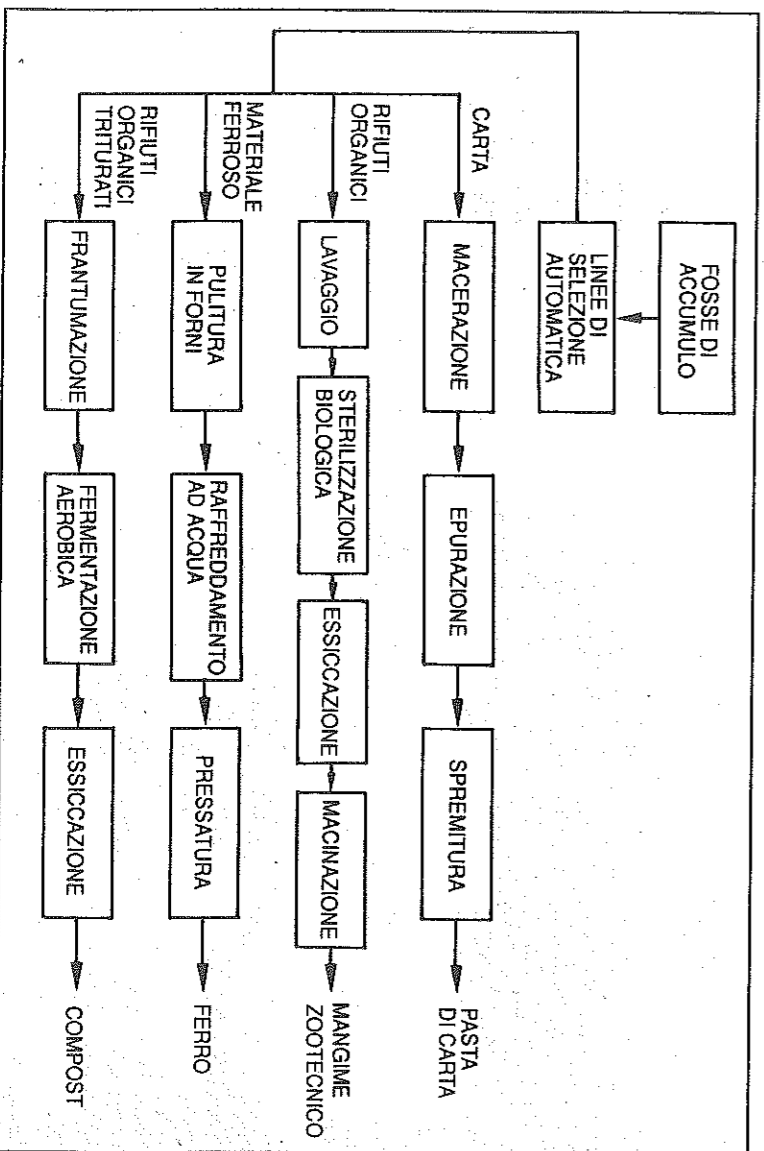 FOSSE DI
ACCUMULO
LINEE DI
SELEZIONE
AUTOMATICA
CARTA
MACERAZIONE
EPURAZIONE
SPREMITURA
PASTA
DI CARTA
RIFIUTI
ORGANICI
LAVAGGIO
STERILIZZAZIONE
BIOLOGICA
ESSICCAZIONE
MACINAZIONE
MANGIME
ZOOTECNICO
MATERIALE
FERROSO
PULITURA
IN FORNI
RAFFREDDAMENTO
AD ACQUA
PRESSATURA
FERRO
RIFIUTI
ORGANICI
TRITURATI
FRANTUMAZIONE
FERMENTAZIONE
AEROBICA
ESSICCAZIONE
COMPOST